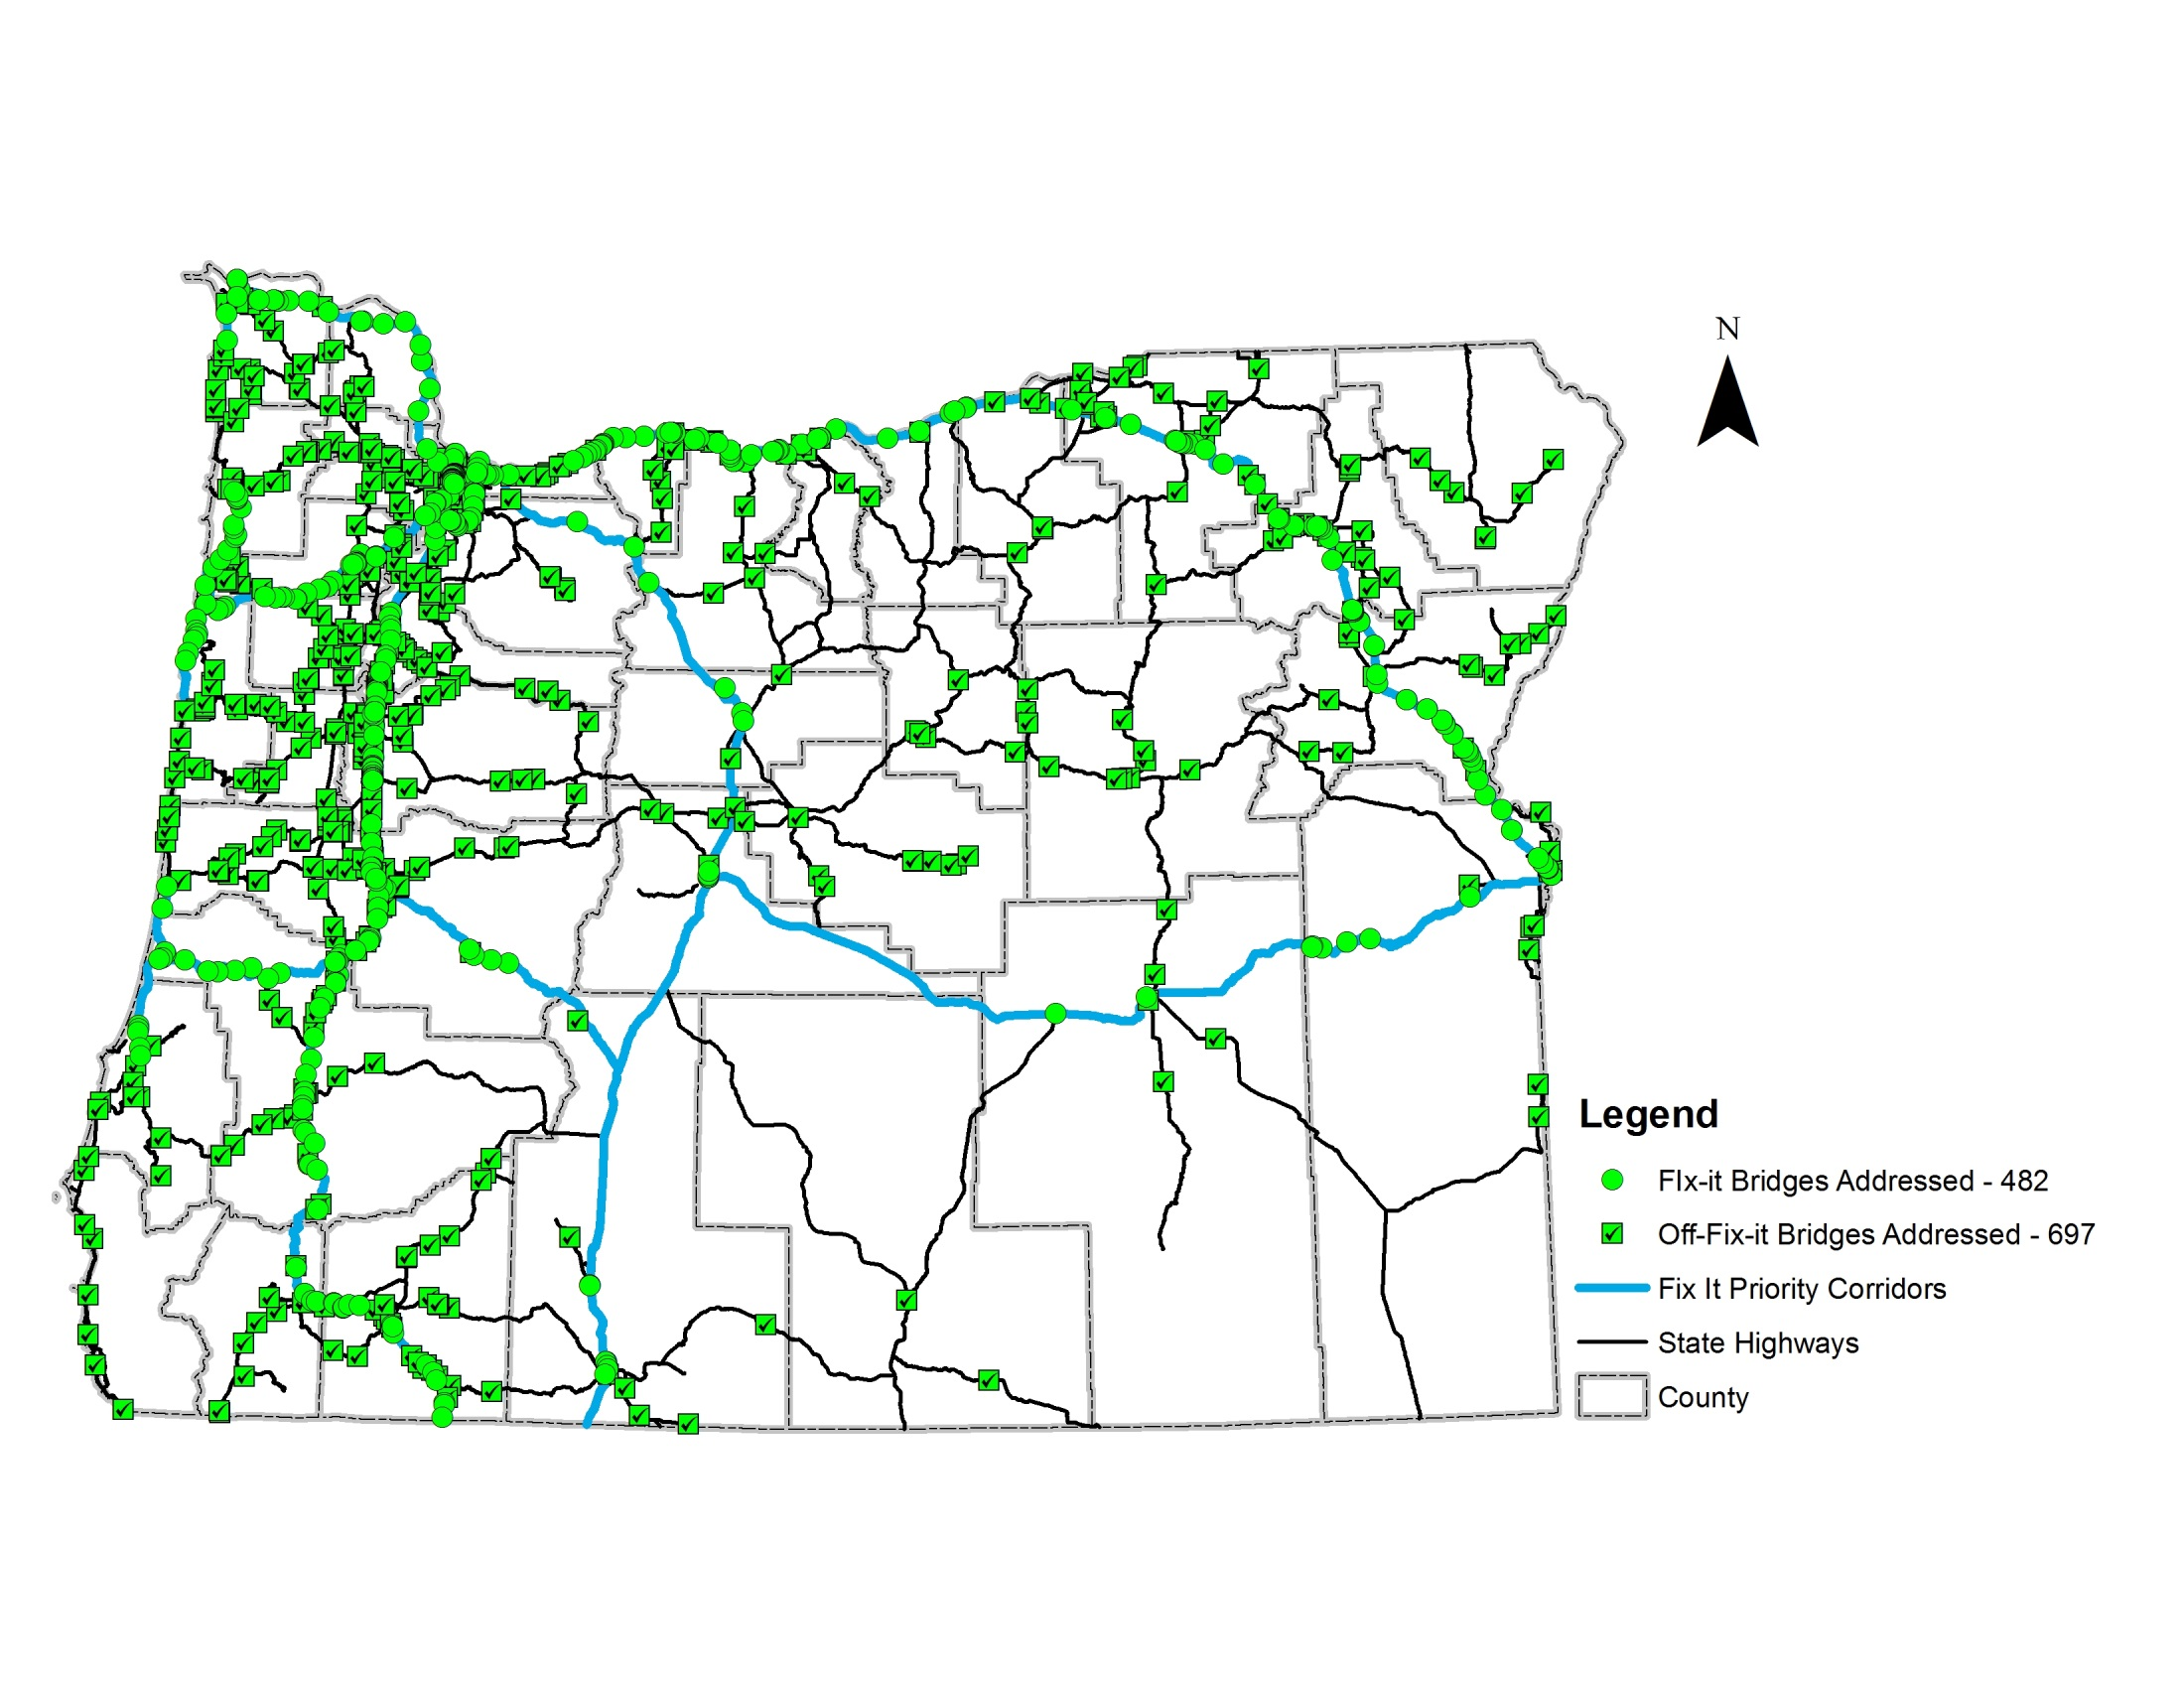 N
Legend
FIx-it Bridges Addressed - 482
Off-Fix-it Bridges Addressed - 697
Fix It Priority Corridors
State Highways
County